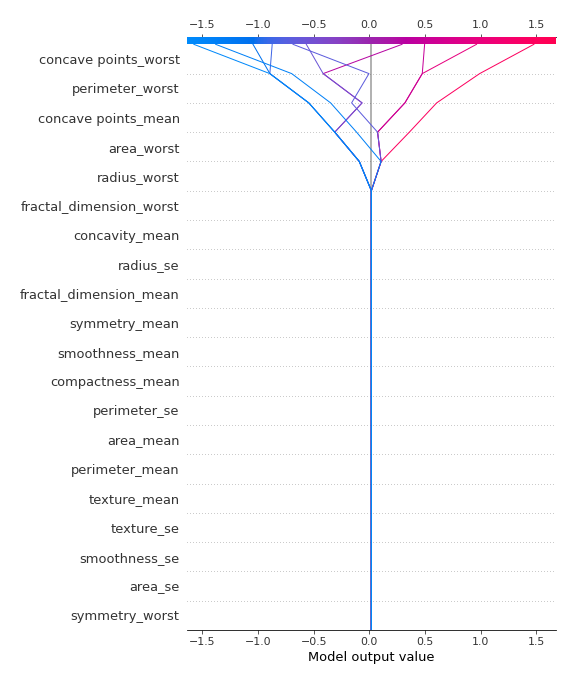 −1.5 −1.0 −0.5 0.0 0.5 1.0 1.5
concave points_worst
perimeter_worst
concave points_mean
area_worst
radius_worst
fractal_dimension_worst
concavity_mean
radius_se
fractal_dimension_mean
symmetry_mean
smoothness_mean
compactness_mean
perimeter_se
area_mean
perimeter_mean
texture_mean
texture_se
smoothness_se
area_se
symmetry_worst
−1.5 −1.0 −0.5 0.0 0.5 1.0 1.5
Model output value